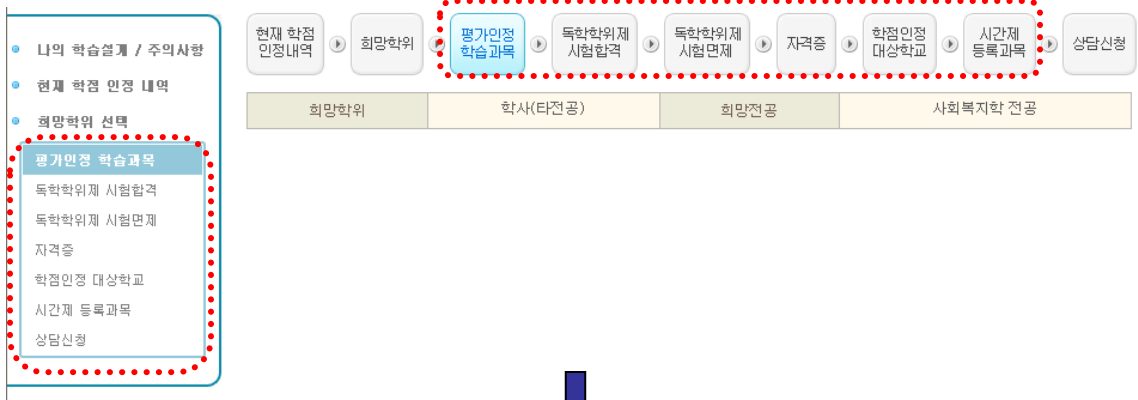 나의 학습설계 / 주의사항
현재 학점 인정 내역
희망학위 선택
평가인정 학습과목
독학학위제 시험합격
독학학위제 시험면제
자격증
학점인정 대상학교
시간제 등록과목
상담신청
현재 학점
인정내역
희망학위
평가인정
학습과목
독학학위제
시험합격
독학학위제
시험면제
자격증
학점인정
대상학교
시간제
등록과목
상담신청
희망학위 학사(타전공) 희망전공 사회복지학 전공